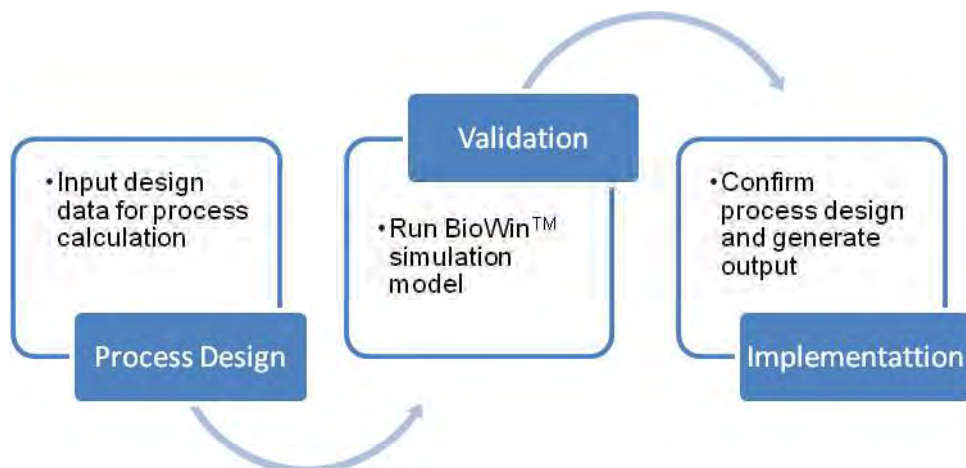 • Input design
data for process
calculation
Process Design
Validation
• Run BioWin™
simulation
model
• Confirm
process design
and generate
output
Implementattion